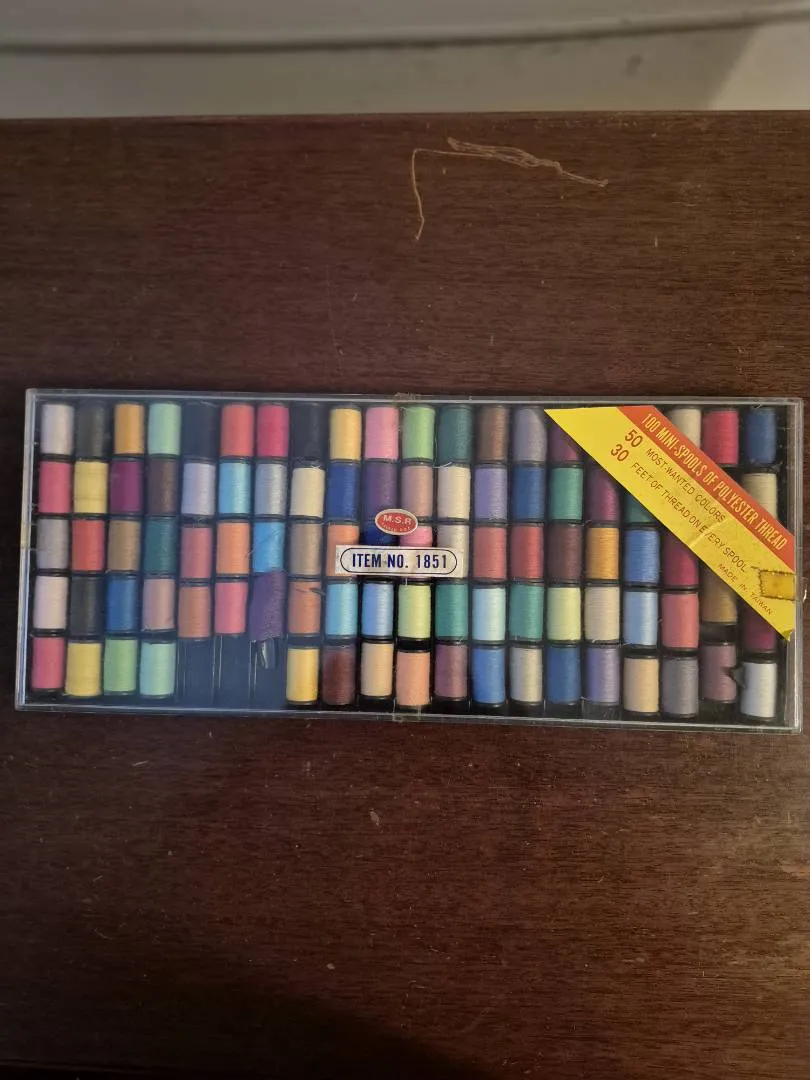 100 MINI-SPOOLS OF POLYESTER THREAD
50 MOST-WANTED COLORS
30 FEET OF THREAD ON EVERY SPOOL
MADE IN TAIWAN
M.S.R
ITEM NO. 1851